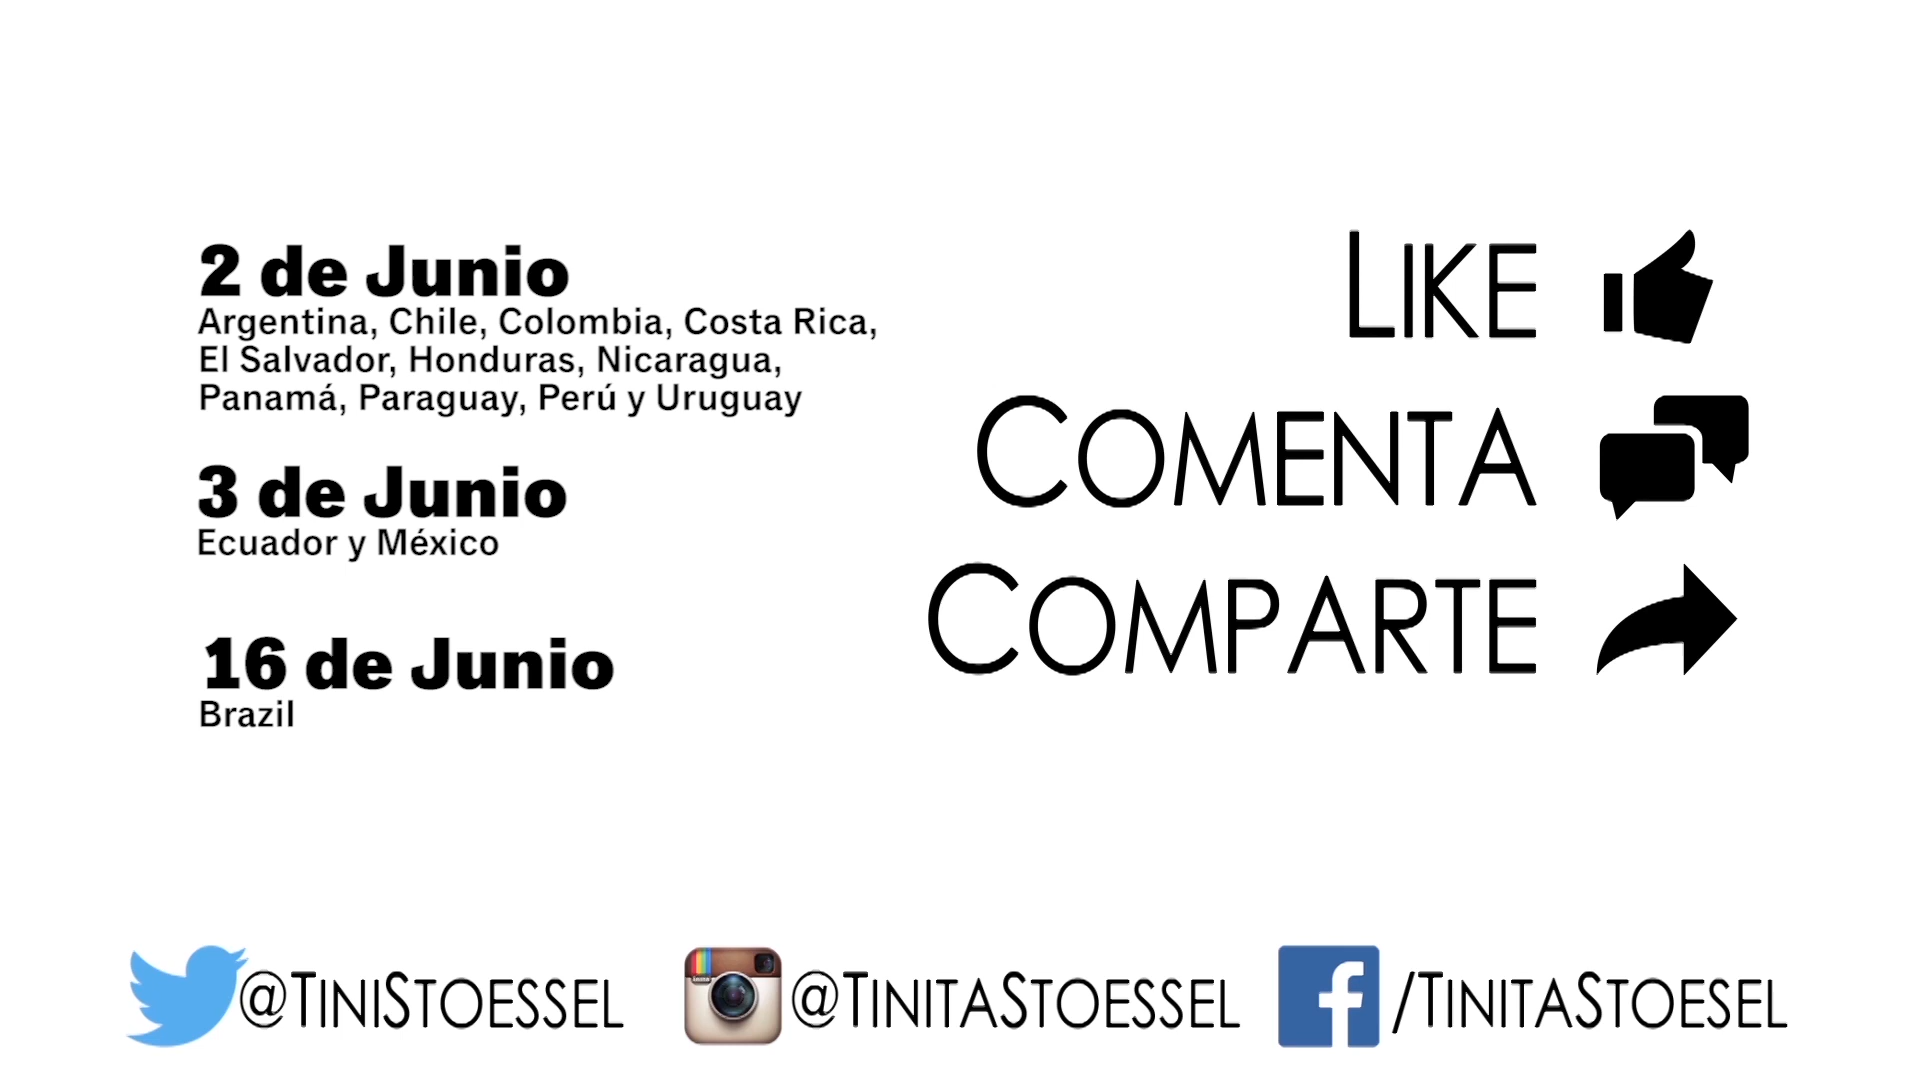 2 de Junio
Argentina, Chile, Colombia, Costa Rica,
El Salvador, Honduras, Nicaragua,
Panamá, Paraguay, Perú y Uruguay
3 de Junio
Ecuador y México
16 de Junio
Brazil
LIKE
COMENTA
COMPARTE
@TINISTOESSEL
@TINITASTOESSEL
/TINITASTOESEL